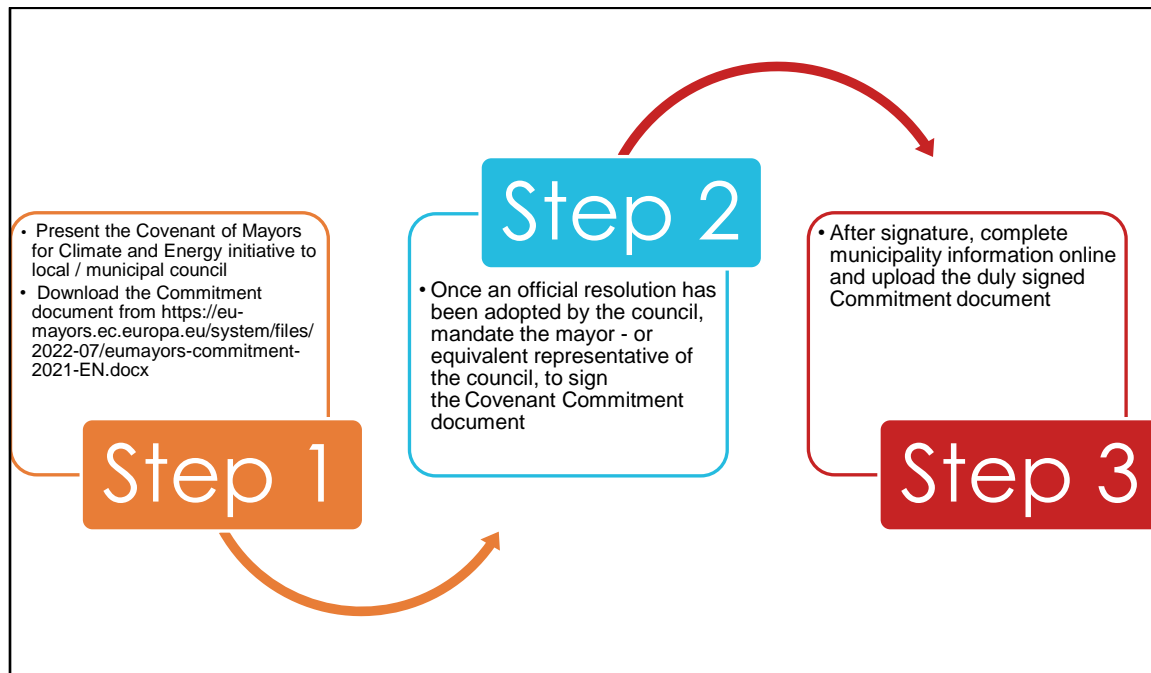 • Present the Covenant of Mayors
for Climate and Energy initiative to
local / municipal council
• Download the Commitment
document from https://eu-
mayors.ec.europa.eu/system/files/
2022-07/eumayors-commitment-
2021-EN.docx
Step 1
Step 2
• Once an official resolution has
been adopted by the council,
mandate the mayor - or
equivalent representative of
the council, to sign
the Covenant Commitment
document
• After signature, complete
municipality information online
and upload the duly signed
Commitment document
Step 3